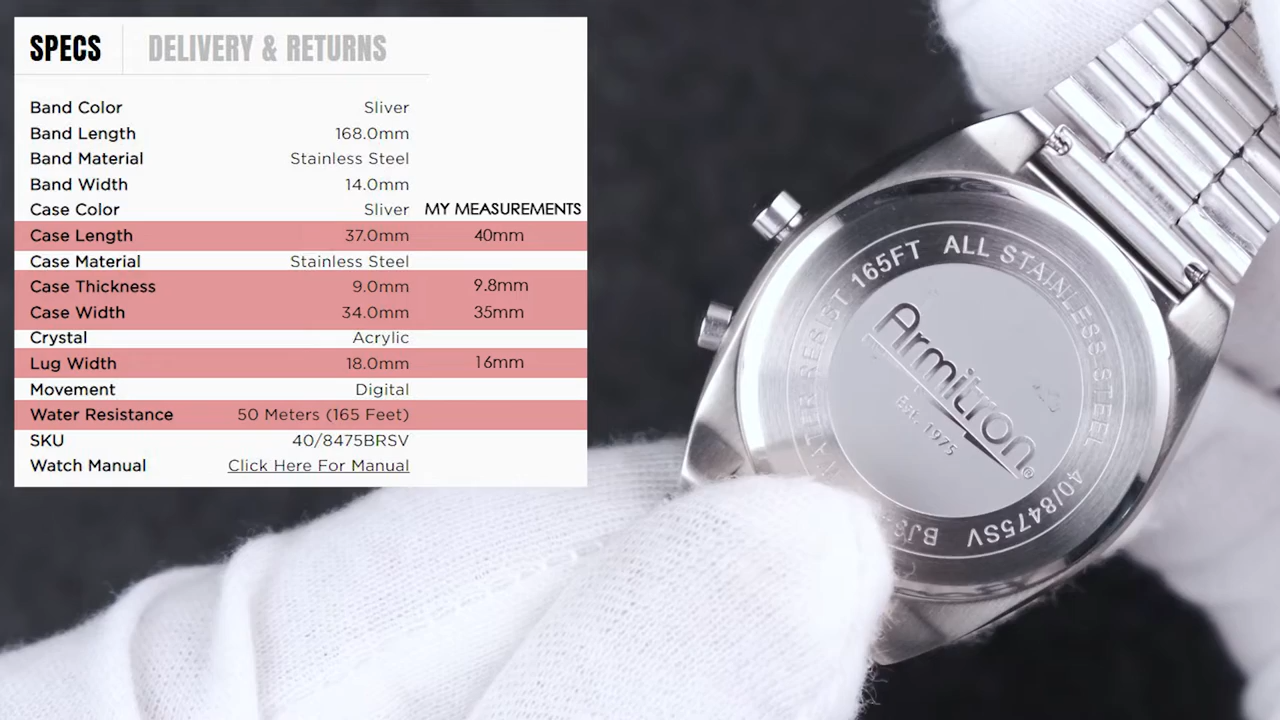 SPECS DELIVERY & RETURNS
Band Color Sliver
Band Length 168.0mm
Band Material Stainless Steel
Band Width 14.0mm
Case Color Sliver MY MEASUREMENTS
Case Length 37.0mm 40mm
Case Material Stainless Steel
Case Thickness 9.0mm 9.8mm
Case Width 34.0mm 35mm
Crystal Acrylic
Lug Width 18.0mm 16mm
Movement Digital
Water Resistance 50 Meters (165 Feet)
SKU 40/8475BRSV
Watch Manual Click Here For Manual
RESIST 165FT ALL STAINLESS STEEL 40/8475SV
Armitron®
Est. 1975